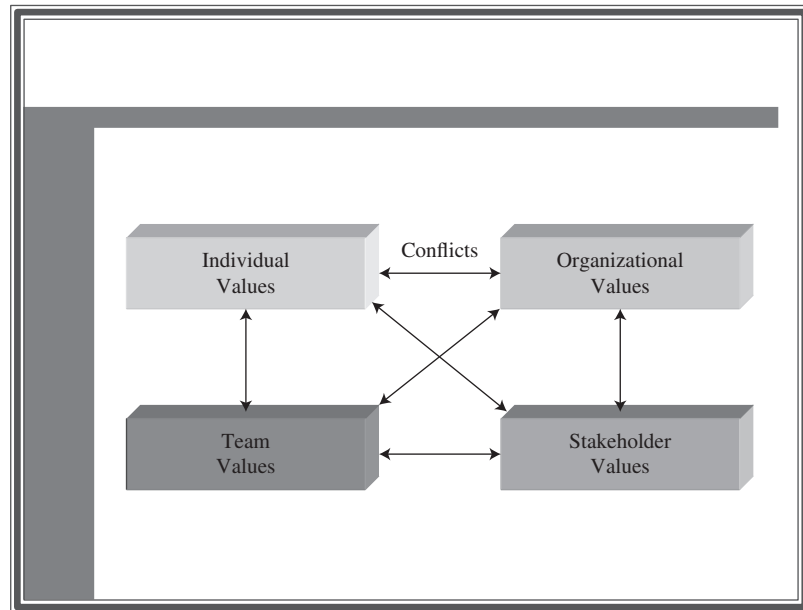 Individual
Values
Conflicts
Organizational
Values
Team
Values
Stakeholder
Values